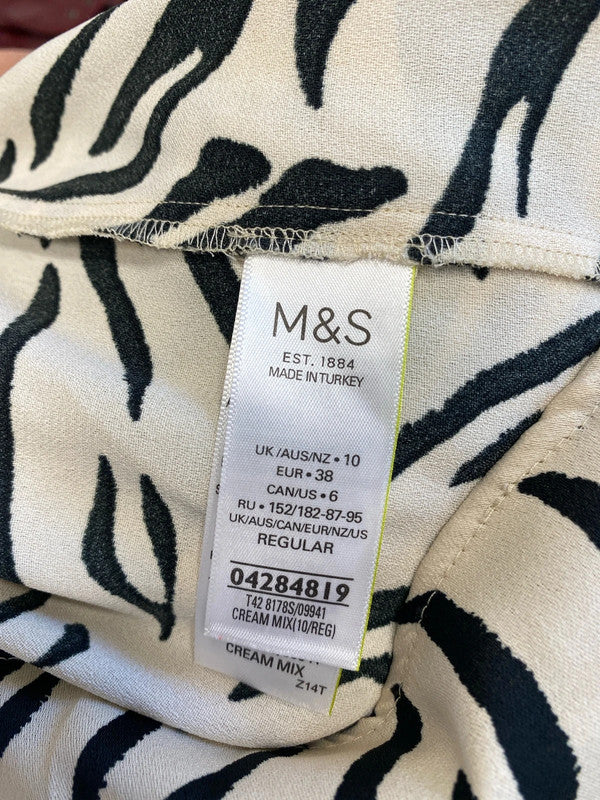 M&S
EST. 1884
MADE IN TURKEY
UK/AUS/NZ • 10
EUR • 38
CAN/US • 6
RU • 152/182-87-95
UK/AUS/CAN/EUR/NZ/US
REGULAR
04284819
T42 8178S/09941
CREAM MIX(10/REG)
CREAM MIX
Z14T